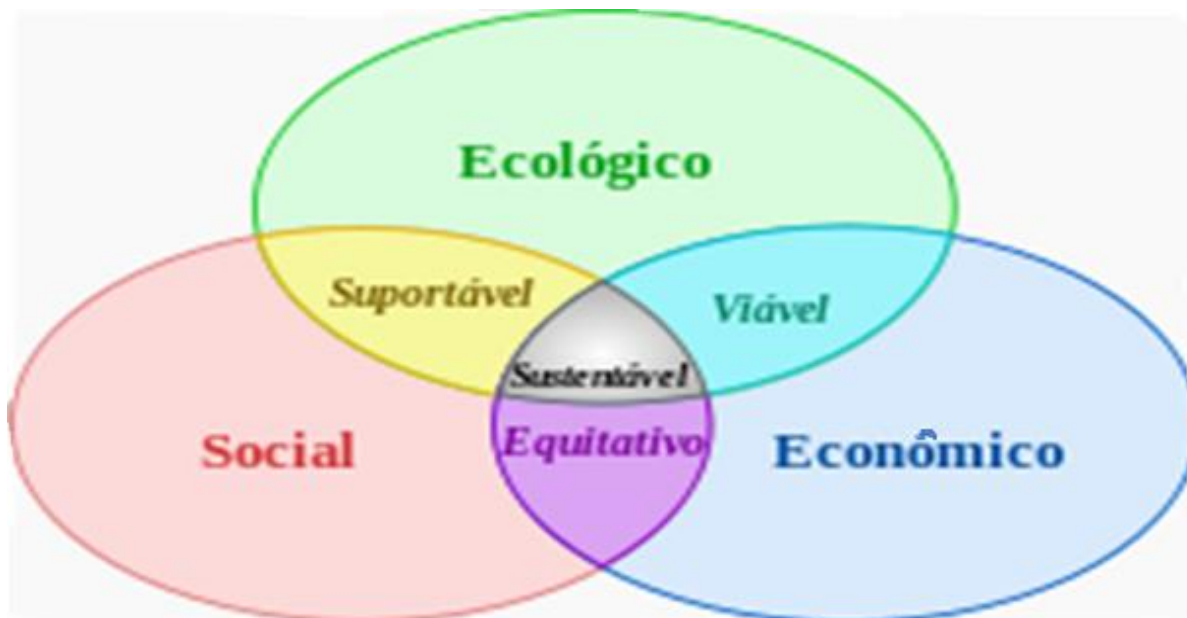 Ecológico
Suportável
Viável
Sustentável
Equitativo
Social
Econômico